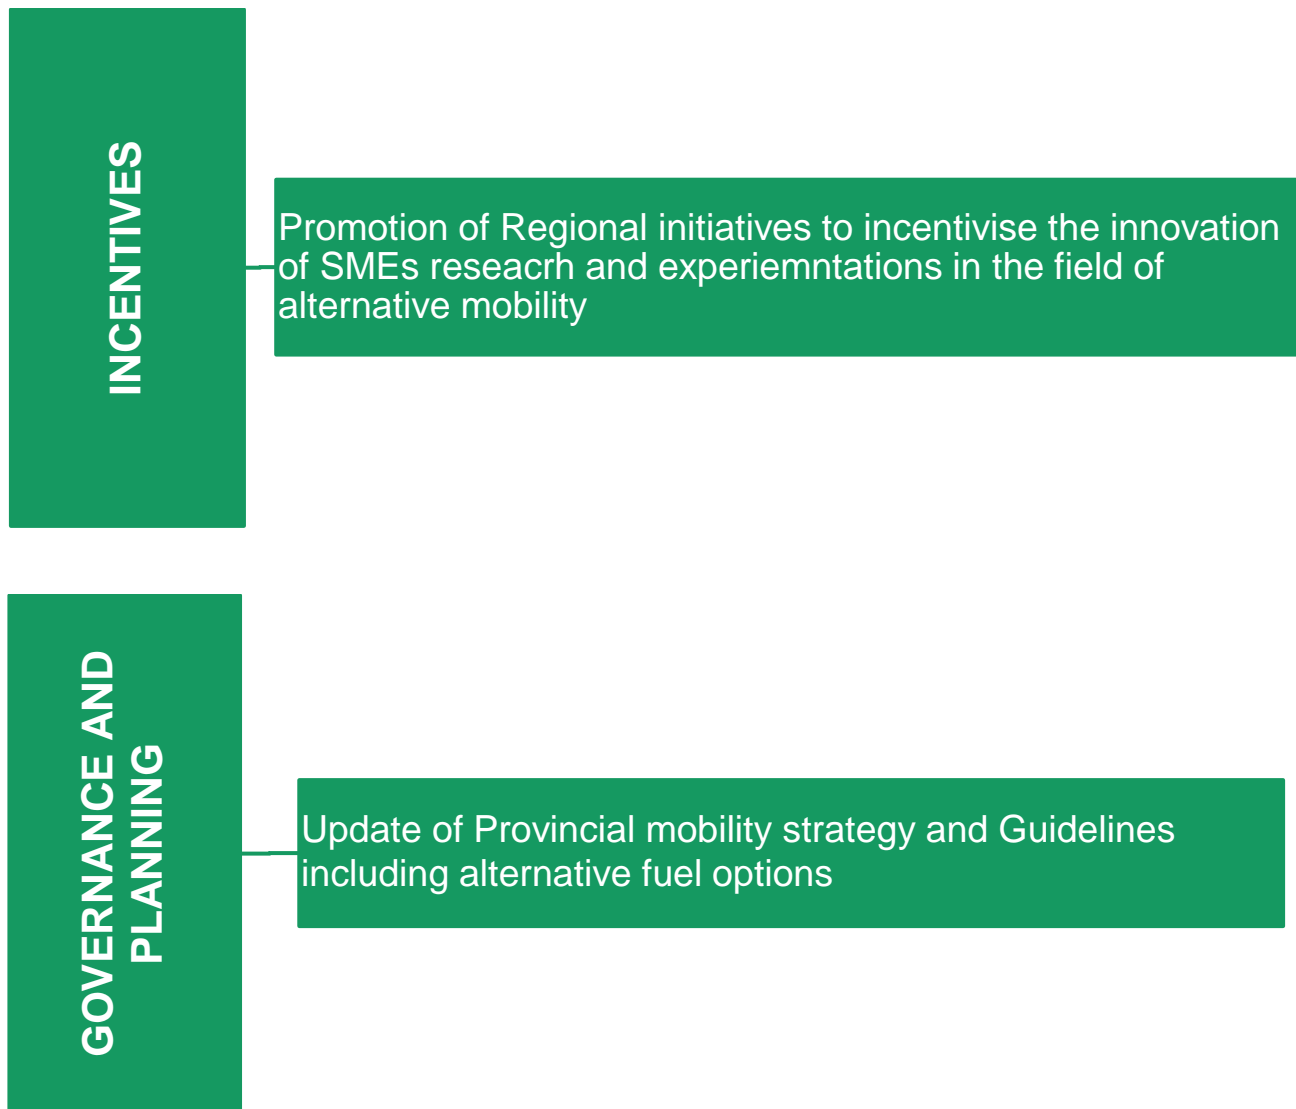 INCENTIVES
Promotion of Regional initiatives to incentivise the innovation
of SMEs reseacrh and experiemntations in the field of
alternative mobility
GOVERNANCE AND
PLANNING
Update of Provincial mobility strategy and Guidelines
including alternative fuel options